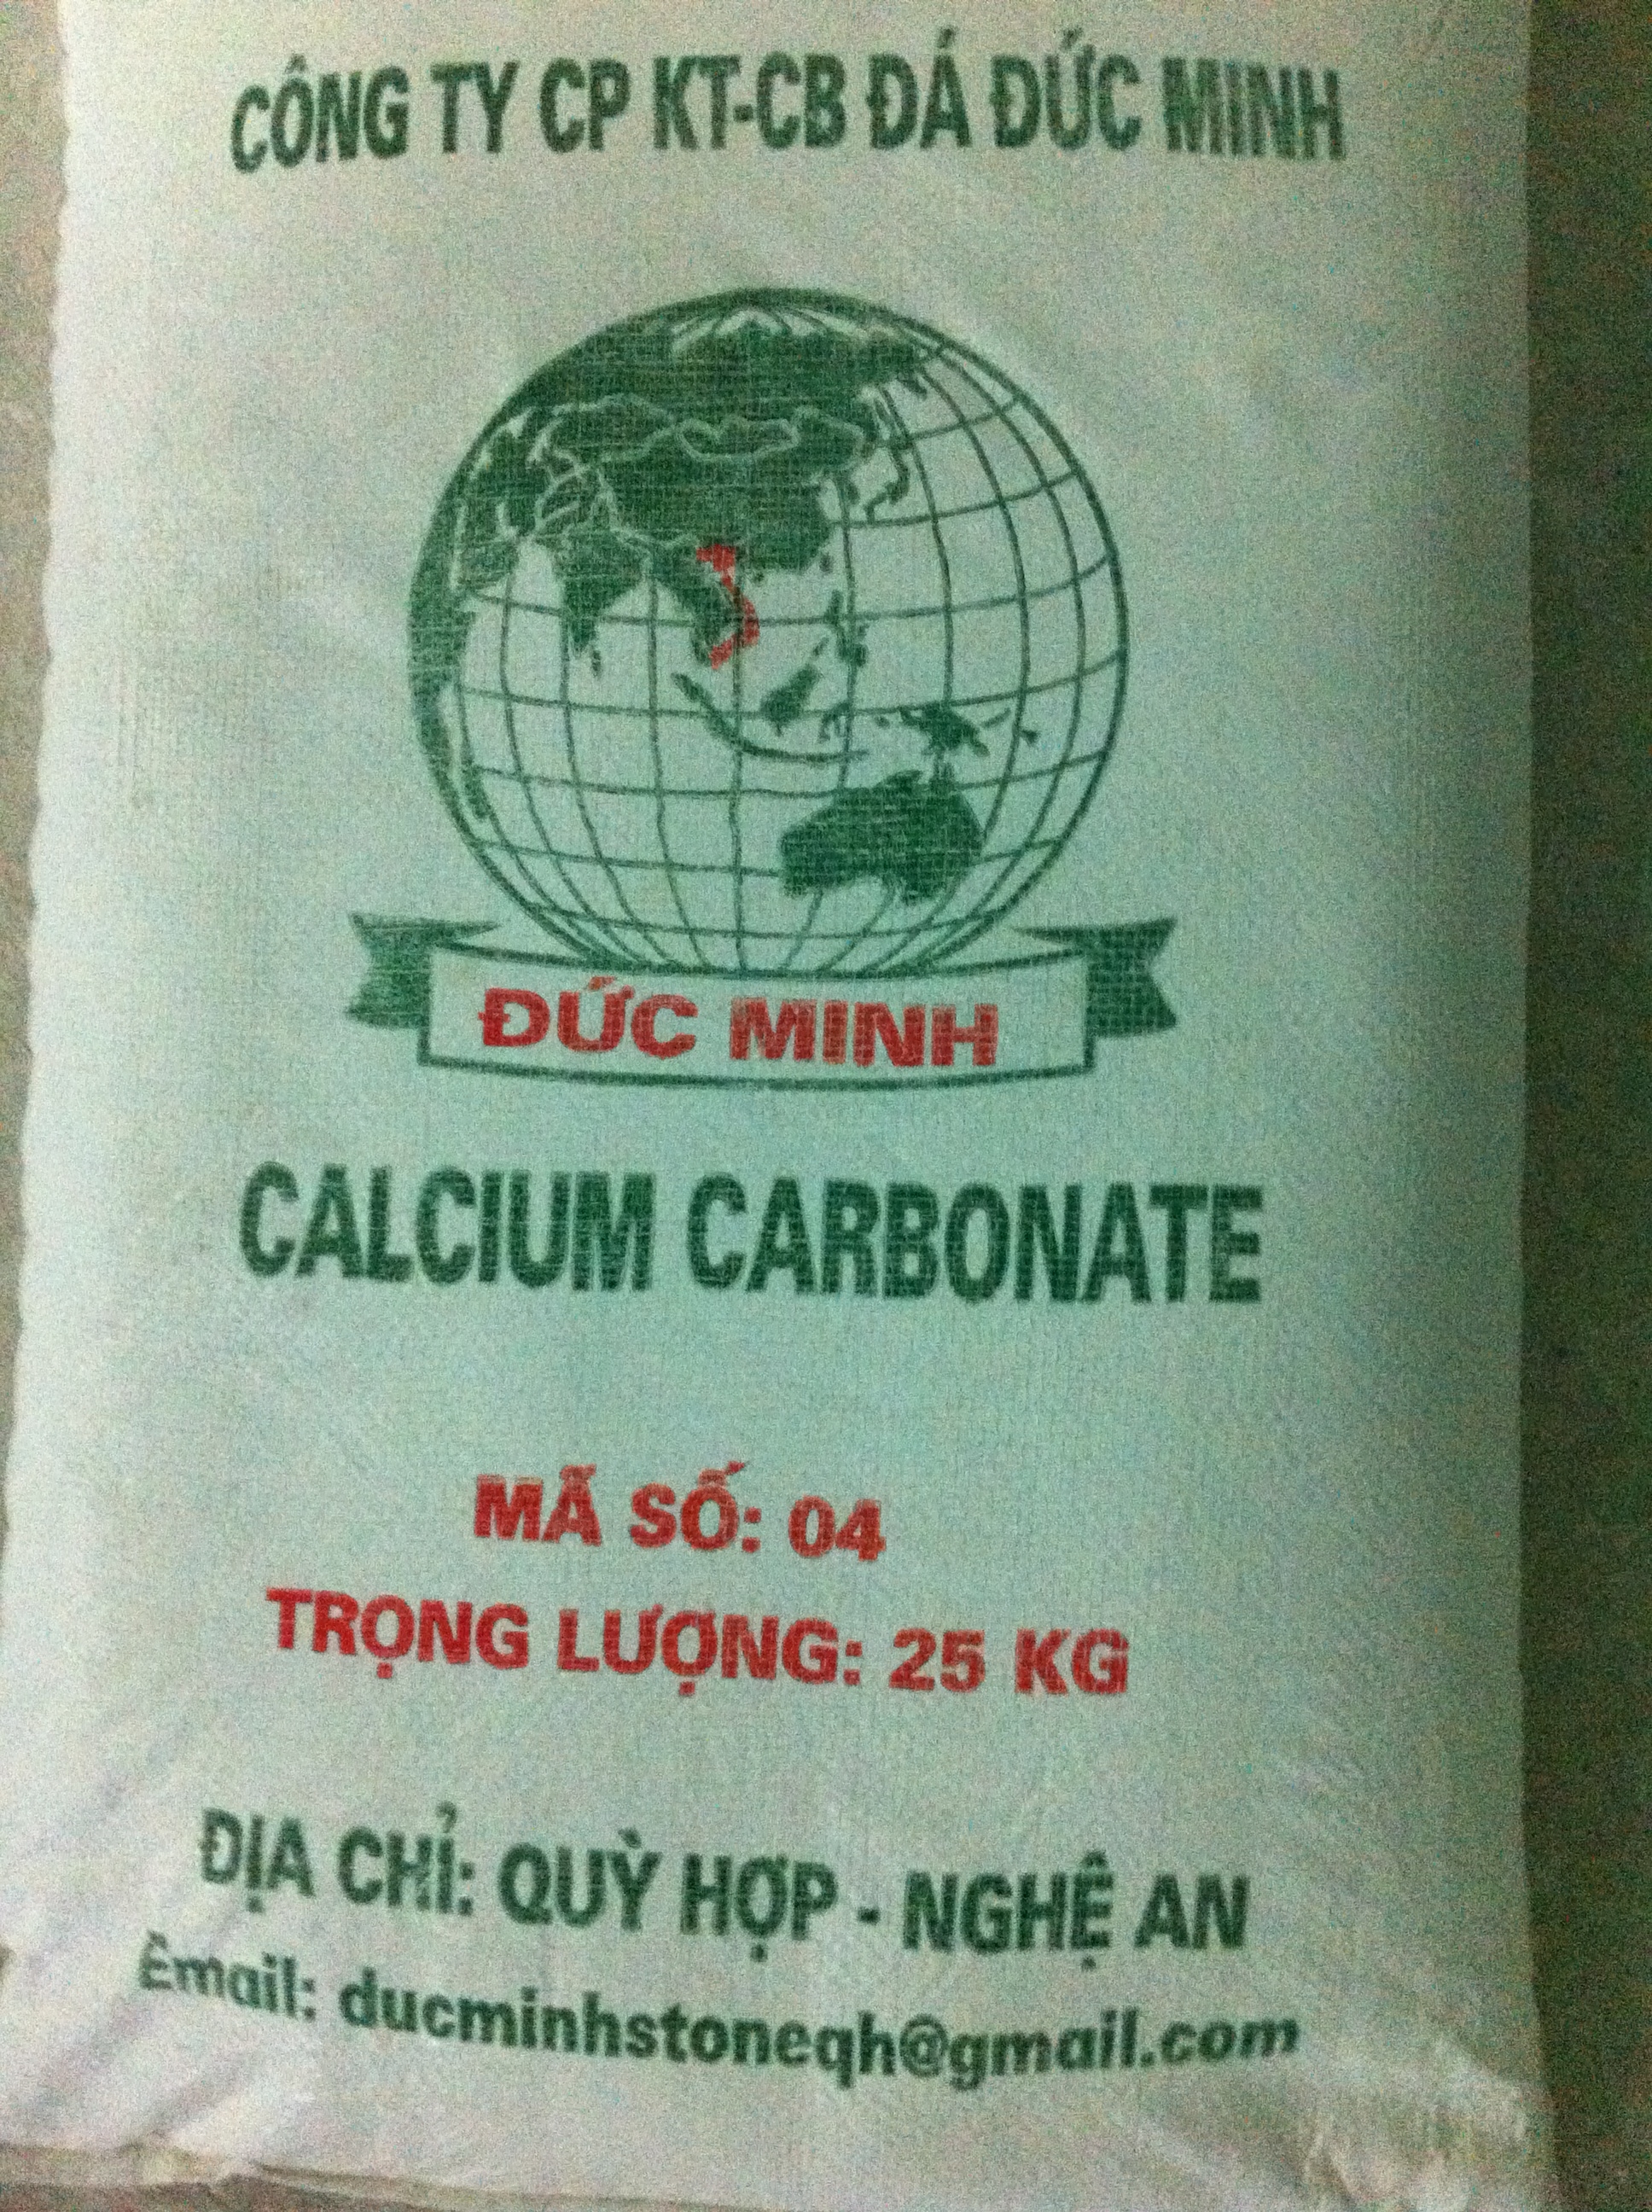 CÔNG TY CP KT-CB ĐÁ ĐỨC MINH
ĐỨC MINH
CALCIUM CARBONATE
MÃ SỐ: 04
TRỌNG LƯỢNG: 25 KG
ĐỊA CHỈ: QUỲ HỢP - NGHỆ AN
Email: ducminhstoneqh@gmail.com